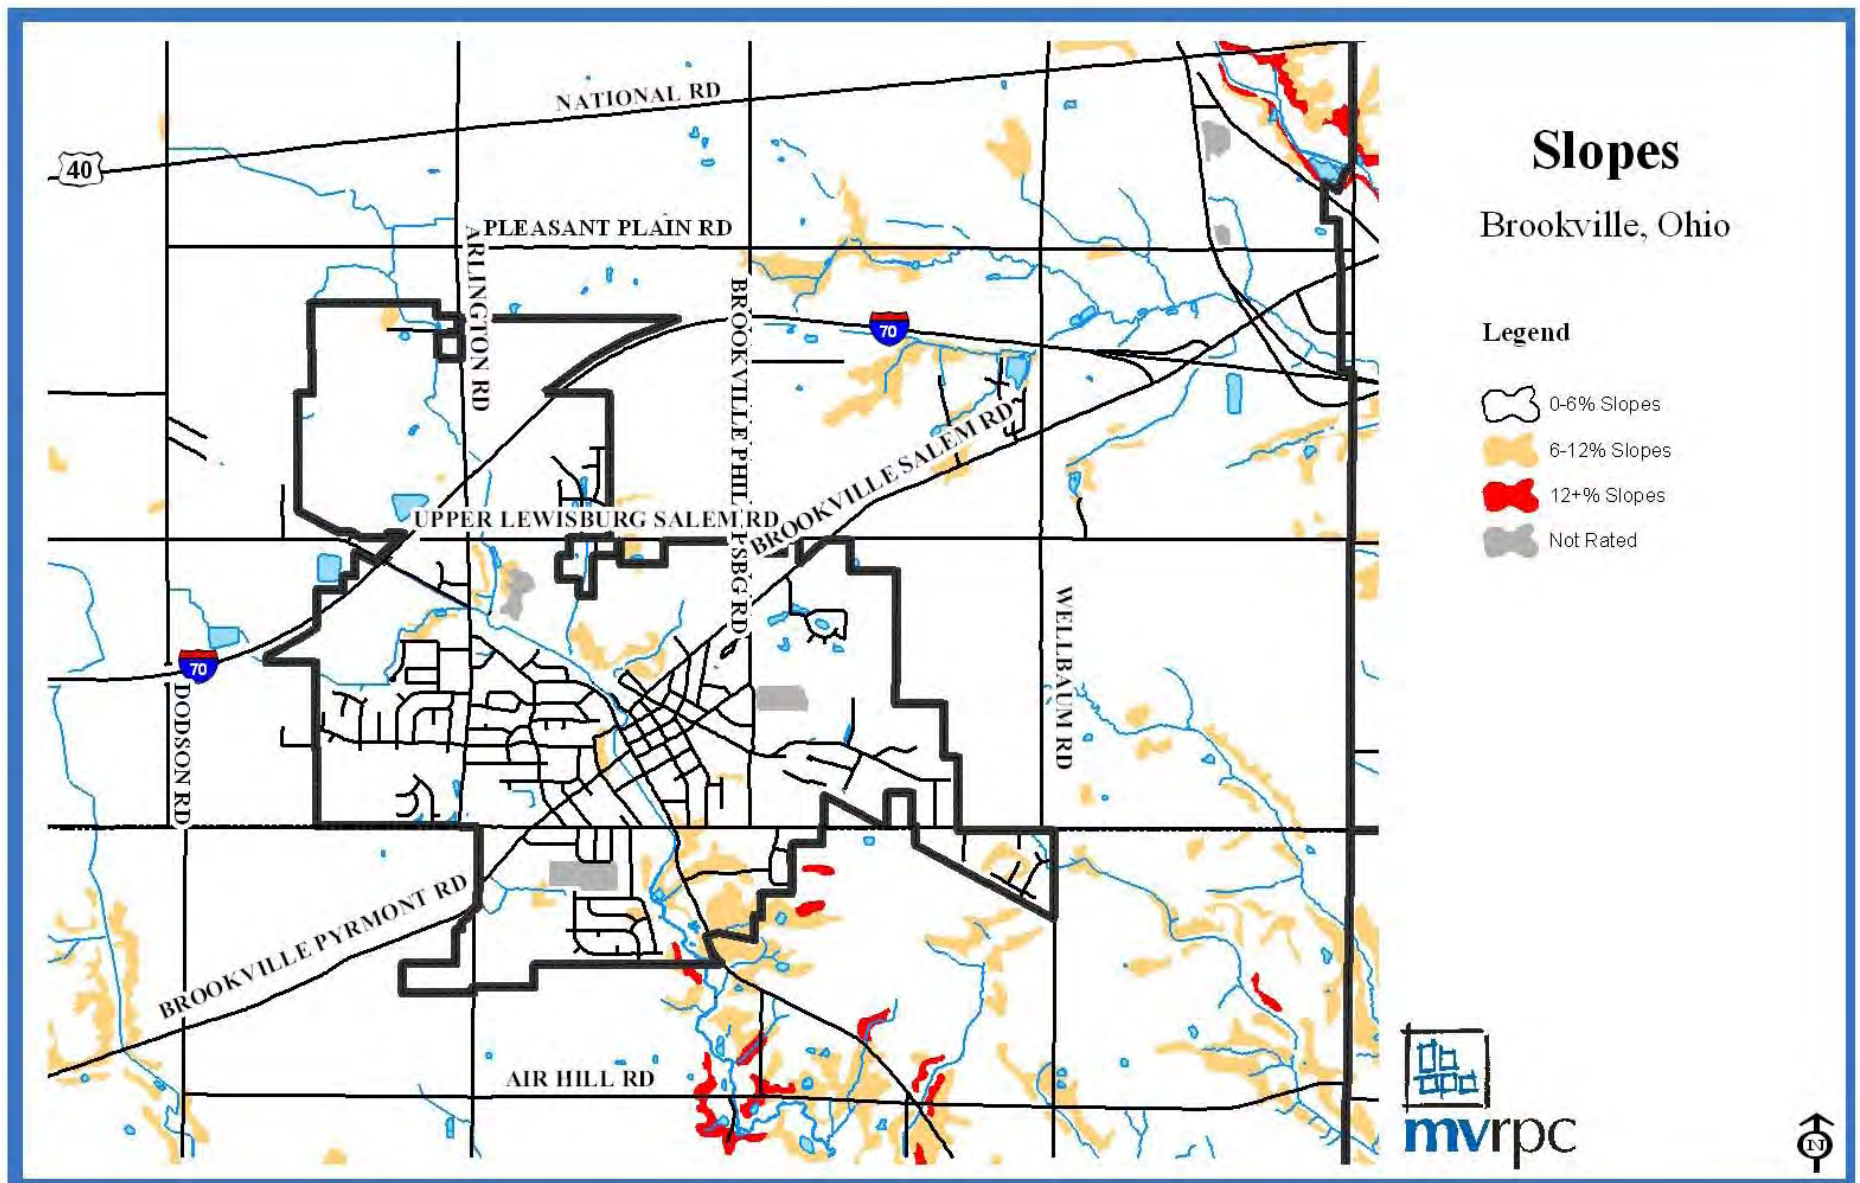 Slopes
Brookville, Ohio
Legend
0-6% Slopes
6-12% Slopes
12+% Slopes
Not Rated
NATIONAL RD
40
PLEASANT PLAIN RD
ARLINGTON RD
BROOKVILLE PHILLIPSBG RD
70
BROOKVILLE SALEM RD
UPPER LEWISBURG SALEM RD
WELLBAUM RD
70
DODSON RD
BROOKVILLE PYRMONT RD
AIR HILL RD
mvrpc
N